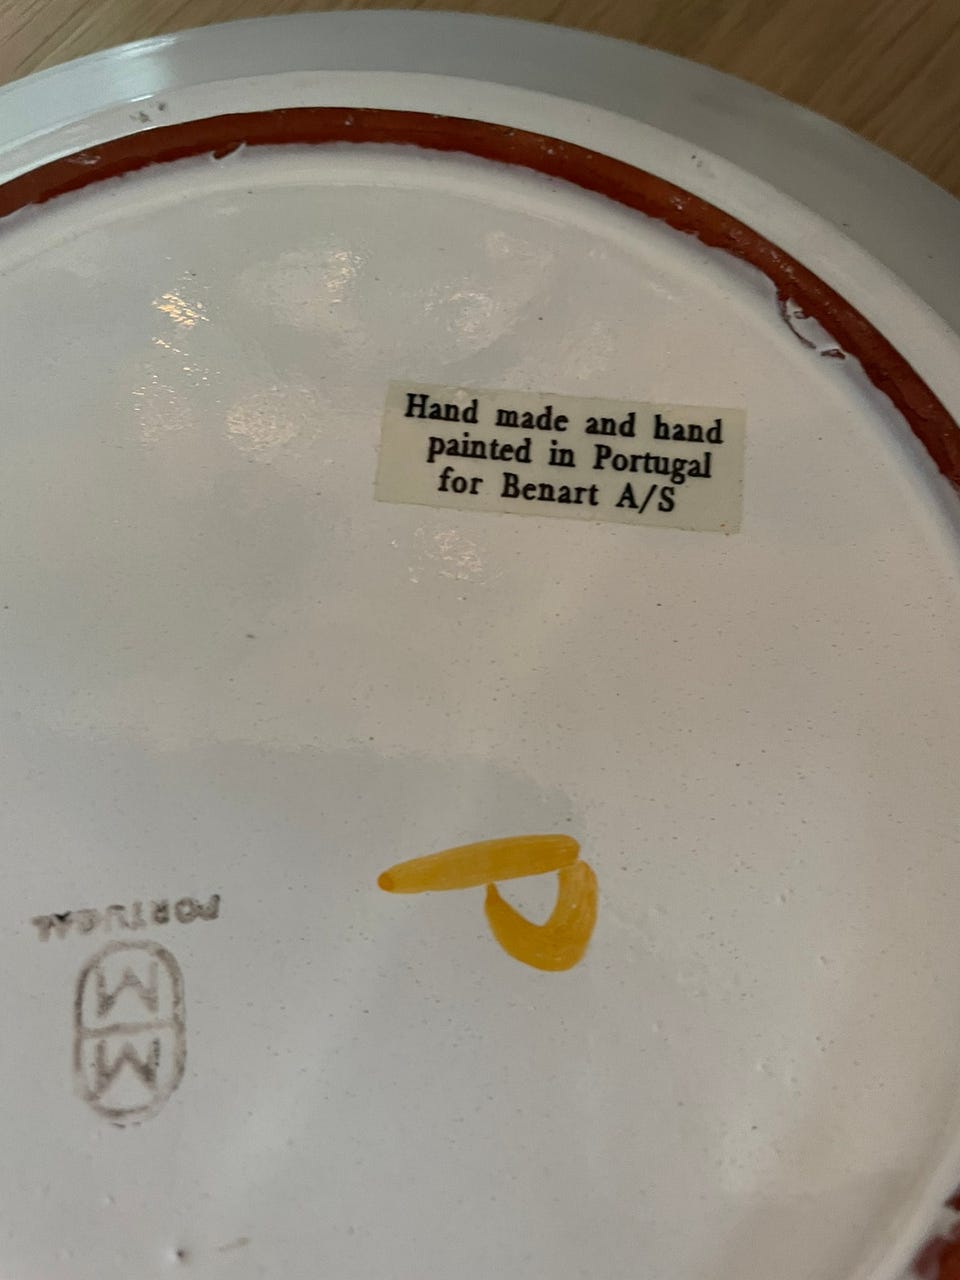 Hand made and hand
painted in Portugal
for Benart A/S
P
PORTUGAL
M
M